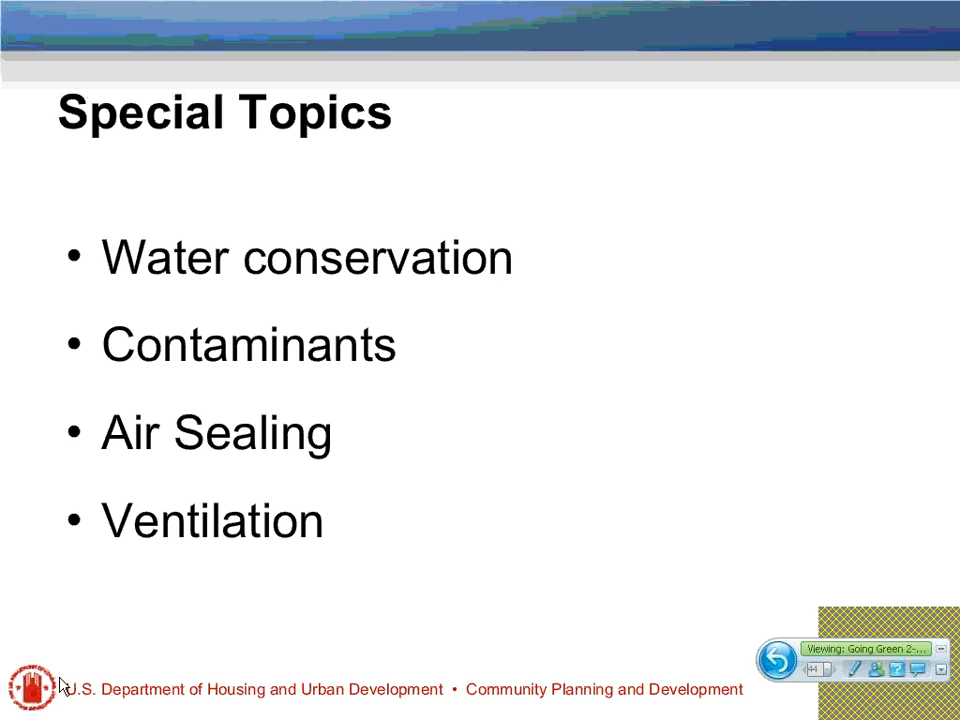 Special Topics
• Water conservation
• Contaminants
• Air Sealing
• Ventilation
U.S. Department of Housing and Urban Development • Community Planning and Development
Viewing: Going Green 2-...
44